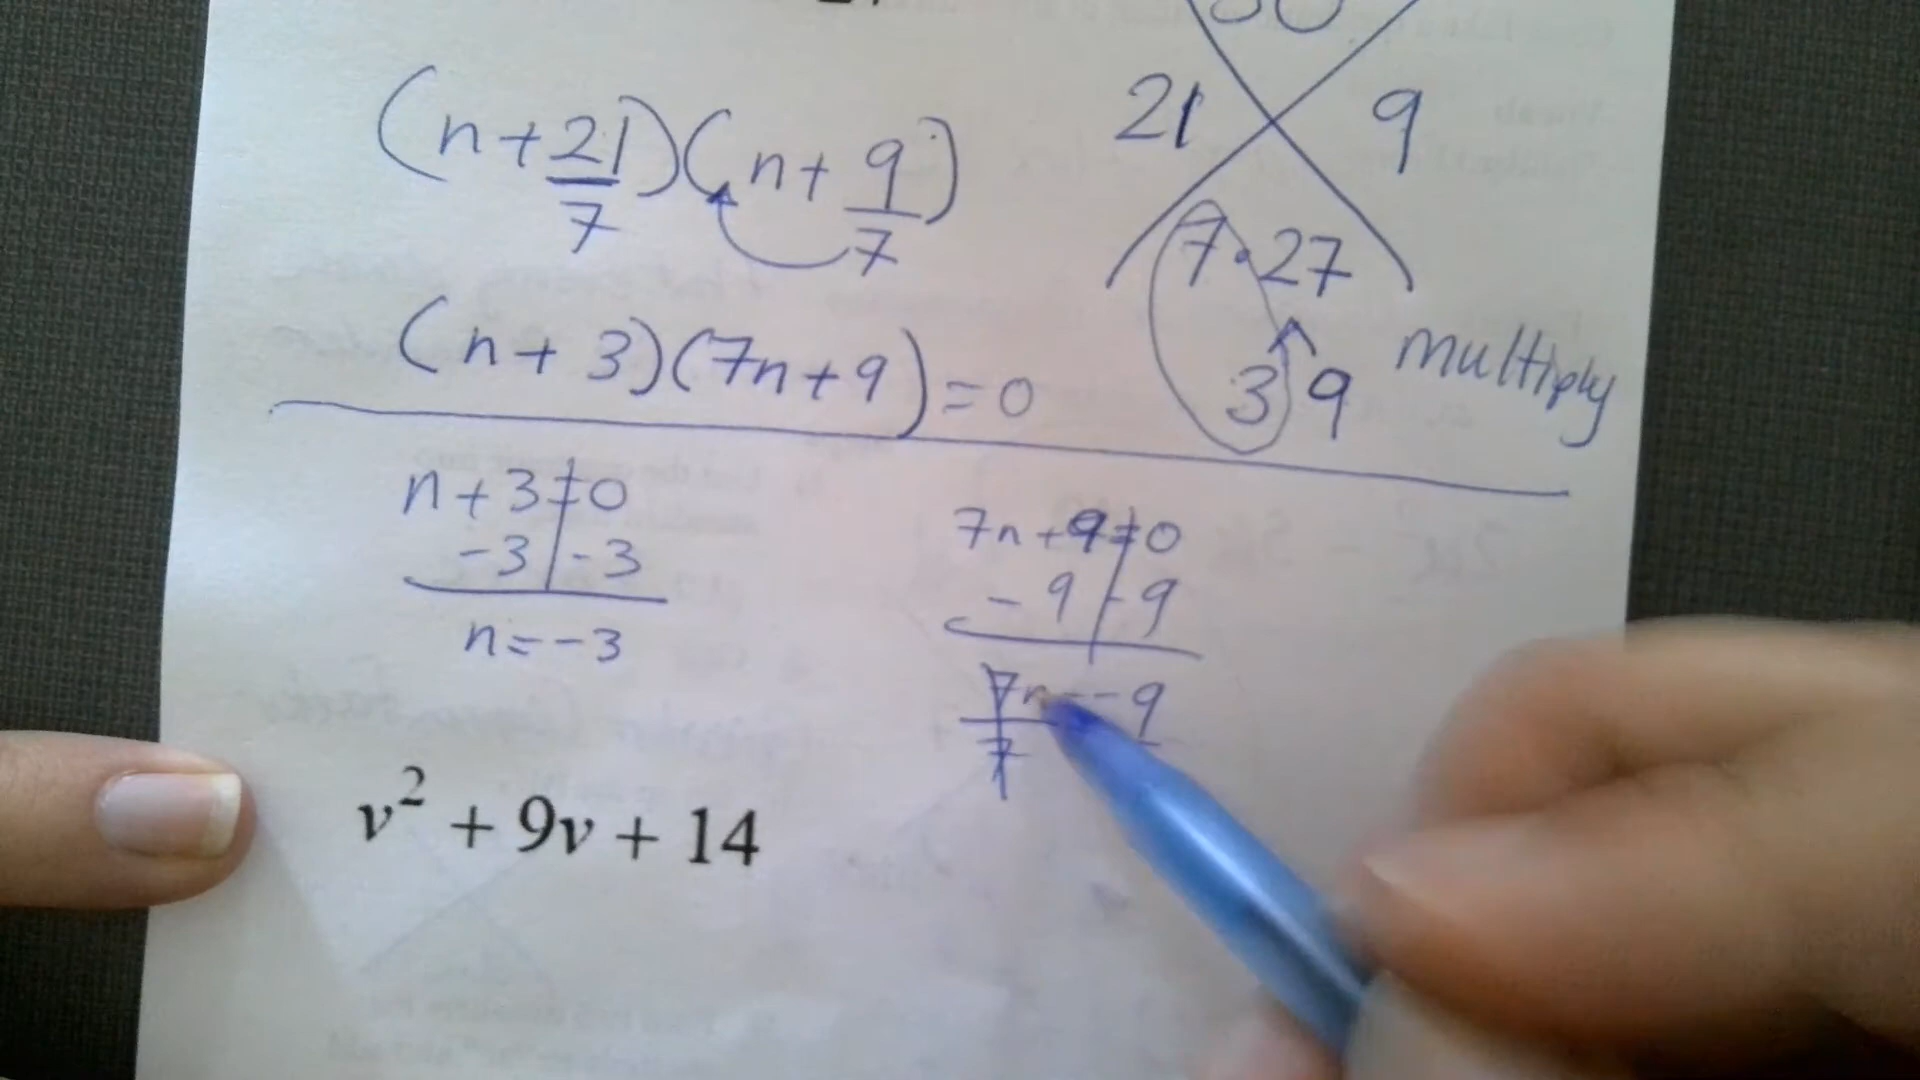 30
21 9
(n + 21/7)(n + 9/7)
7 · 27
3 9
multiply
(n + 3)(7n + 9) = 0
n + 3 = 0
-3 -3
n = -3
7n + 9 = 0
- 9 - 9
7n = -9
7
v² + 9v + 14